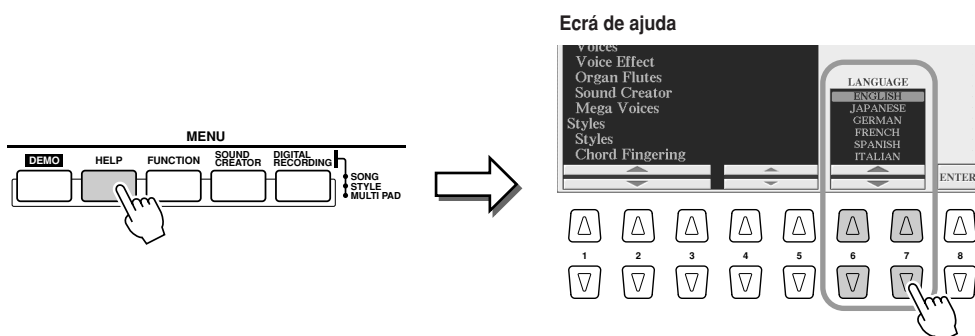 Ecrá de ajuda
MENU
DEMO
HELP
FUNCTION
SOUND CREATOR
DIGITAL RECORDING
SONG
STYLE
MULTI PAD
Voices
Voice Effect
Organ Flutes
Sound Creator
Mega Voices
Styles
Styles
Chord Fingering
LANGUAGE
ENGLISH
JAPANESE
GERMAN
FRENCH
SPANISH
ITALIAN
ENTER
1 2 3 4 5 6 7 8